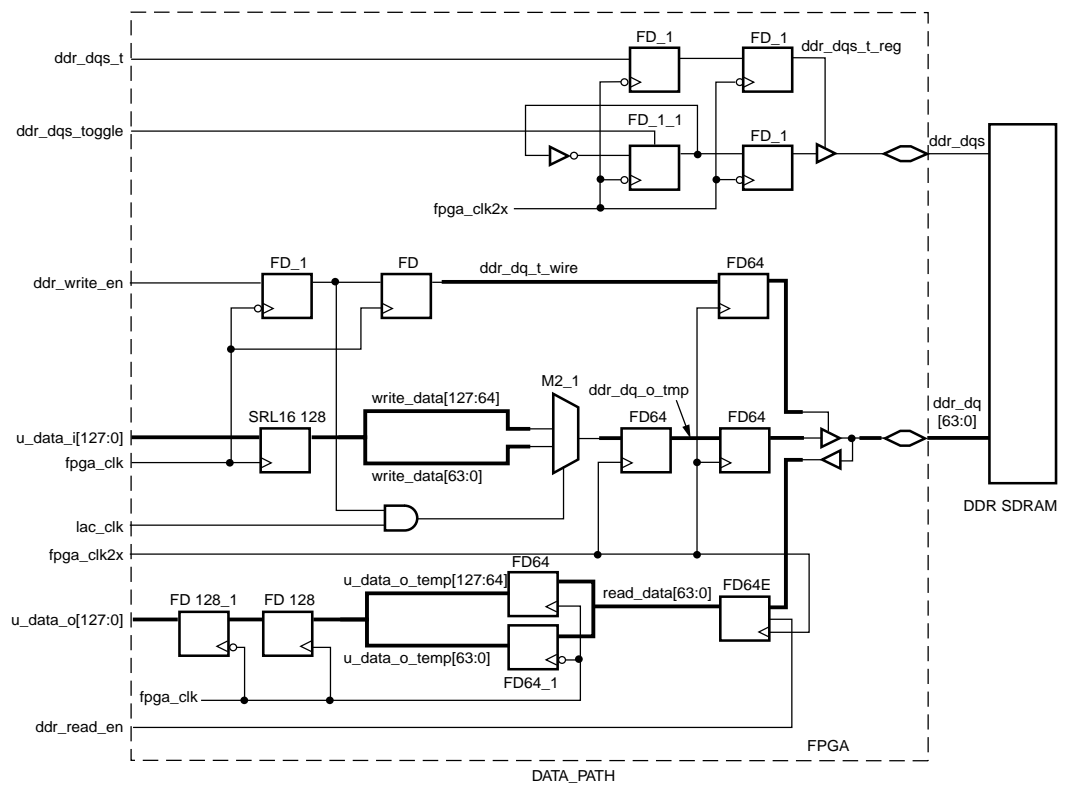 FD_1
FD_1
ddr_dqs_t_reg
ddr_dqs_t
ddr_dqs_toggle
FD_1_1
FD_1
ddr_dqs
fpga_clk2x
FD_1
FD
ddr_dq_t_wire
FD64
ddr_write_en
M2_1
ddr_dq_o_tmp
write_data[127:64]
SRL16 128
FD64
FD64
ddr_dq
[63:0]
u_data_i[127:0]
fpga_clk
write_data[63:0]
DDR SDRAM
lac_clk
fpga_clk2x
FD64
u_data_o_temp[127:64]
read_data[63:0]
FD64E
FD 128_1
FD 128
u_data_o[127:0]
u_data_o_temp[63:0]
FD64_1
fpga_clk
ddr_read_en
FPGA
DATA_PATH